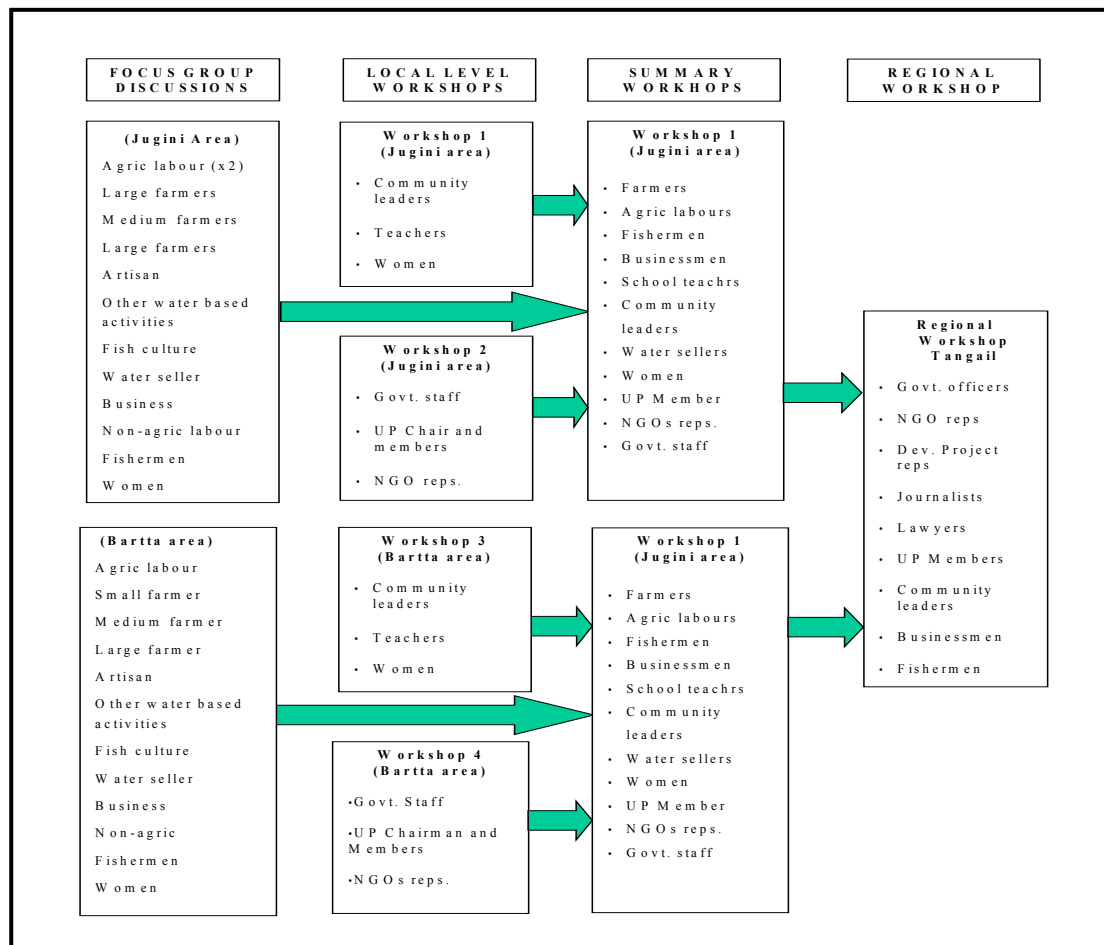 FOCUS GROUP
DISCUSSIONS
LOCAL LEVEL
WORKSHOPS
SUMMARY
WORKHOPS
REGIONAL
WORKSHOP
(Jugini Area)
Agric labour (x2)
Large farmers
Medium farmers
Large farmers
Artisan
Other water based
activities
Fish culture
Water seller
Business
Non-agric labour
Fishermen
Women
Workshop 1
(Jugini area)
• Community
leaders
• Teachers
• Women
Workshop 2
(Jugini area)
• Govt. staff
• UP Chair and
members
• NGO reps.
Workshop 1
(Jugini area)
• Farmers
• Agric labours
• Fishermen
• Businessmen
• School teachrs
• Community
leaders
• Water sellers
• Women
• UP Member
• NGOs reps.
• Govt. staff
Regional
Workshop
Tangail
• Govt. officers
• NGO reps
• Dev. Project
reps
• Journalists
• Lawyers
• UP Members
• Community
leaders
• Businessmen
• Fishermen
(Bartta area)
Agric labour
Small farmer
Medium farmer
Large farmer
Artisan
Other water based
activities
Fish culture
Water seller
Business
Non-agric
Fishermen
Women
Workshop 3
(Bartta area)
• Community
leaders
• Teachers
• Women
Workshop 4
(Bartta area)
•Govt. Staff
•UP Chairman and
Members
•NGOs reps.
Workshop 1
(Jugini area)
• Farmers
• Agric labours
• Fishermen
• Businessmen
• School teachrs
• Community
leaders
• Water sellers
• Women
• UP Member
• NGOs reps.
• Govt. staff